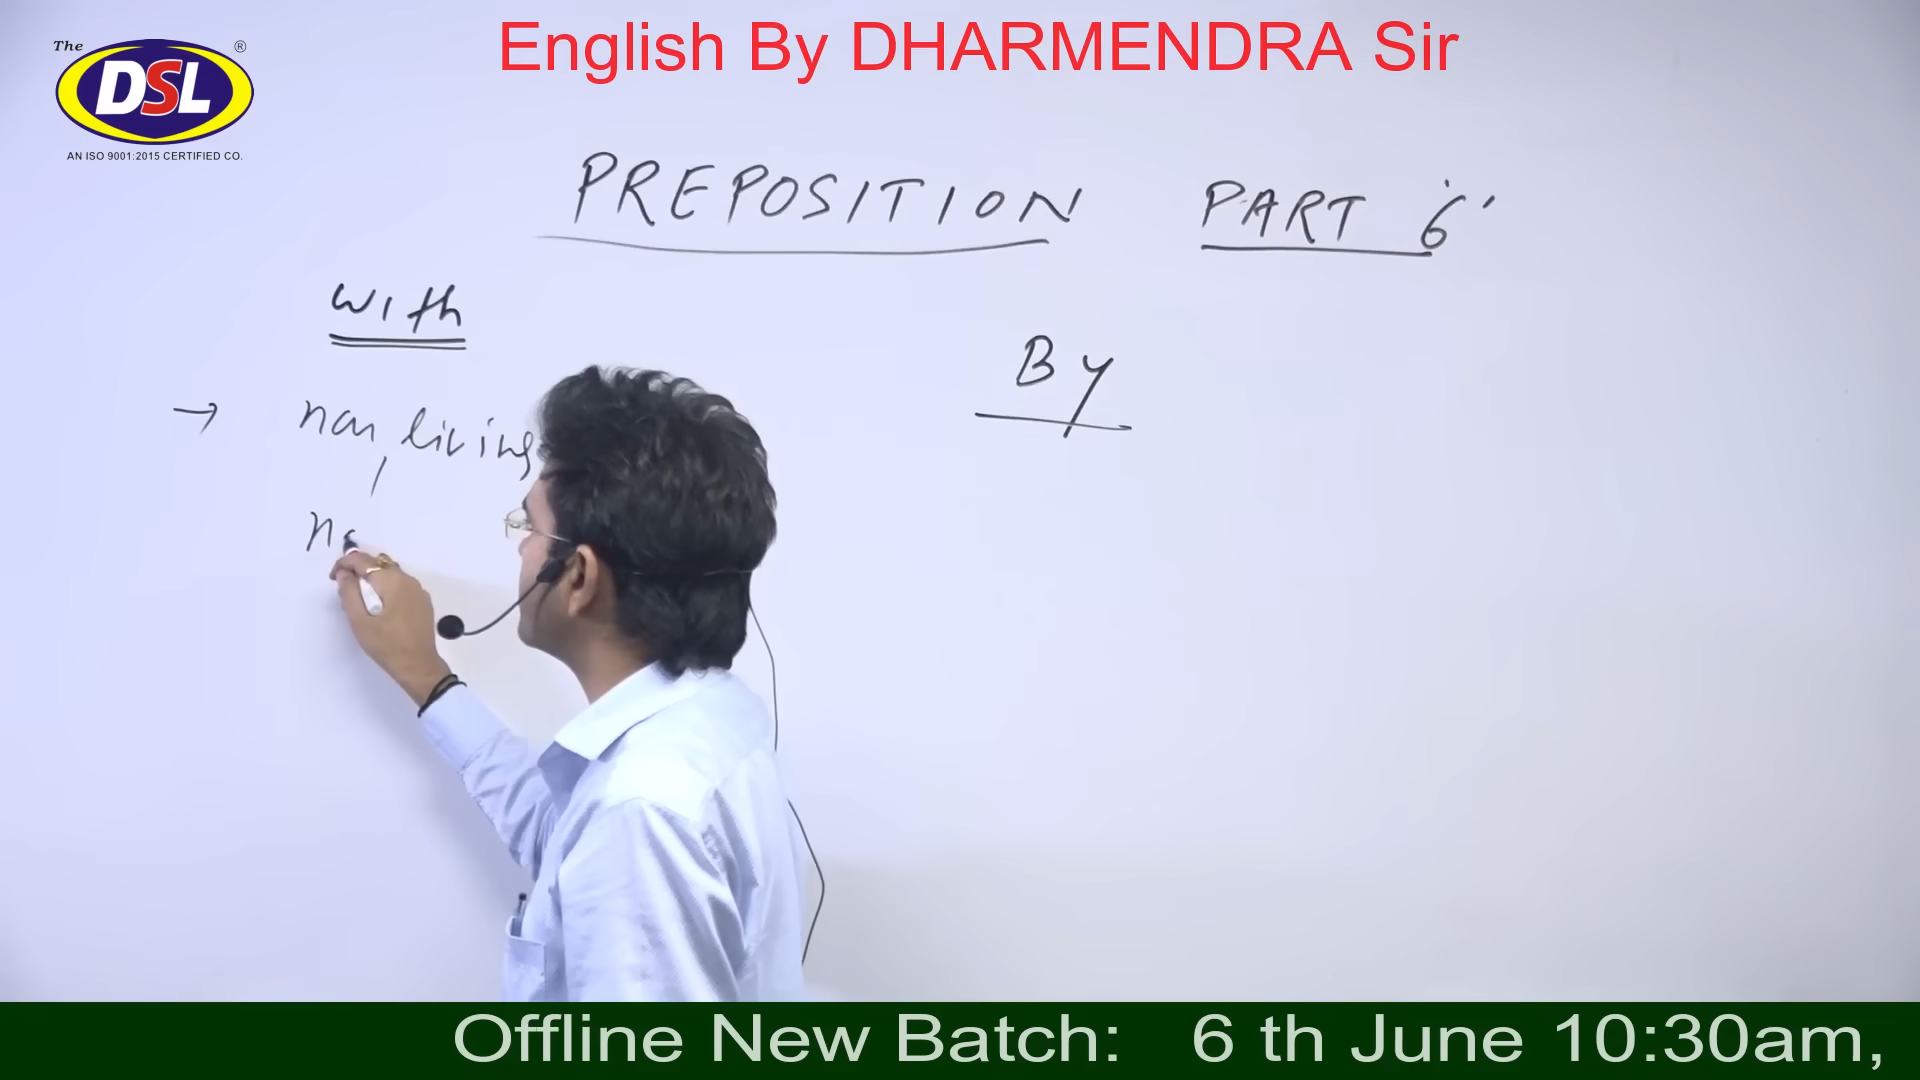 English By DHARMENDRA Sir
The DSL ®
AN ISO 9001:2015 CERTIFIED CO.
PREPOSITION PART 6
with
By
→ non living
Offline New Batch: 6 th June 10:30am,